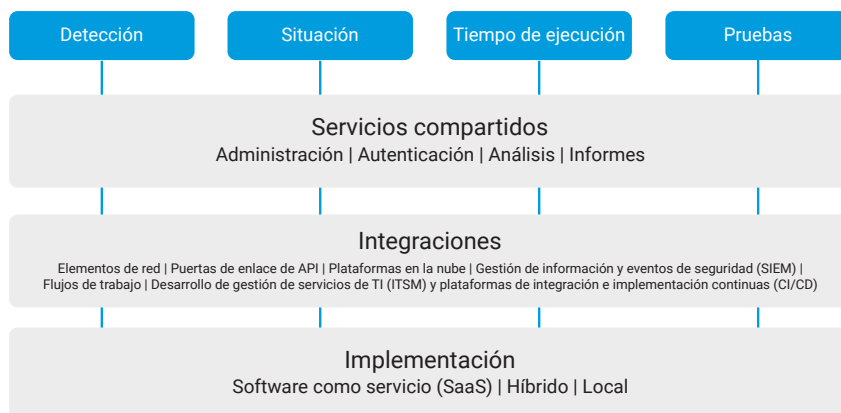 Detección
Situación
Tiempo de ejecución
Pruebas
Servicios compartidos
Administración | Autenticación | Análisis | Informes
Integraciones
Elementos de red | Puertas de enlace de API | Plataformas en la nube | Gestión de información y eventos de seguridad (SIEM) |
Flujos de trabajo | Desarrollo de gestión de servicios de TI (ITSM) y plataformas de integración e implementación continuas (CI/CD)
Implementación
Software como servicio (SaaS) | Híbrido | Local